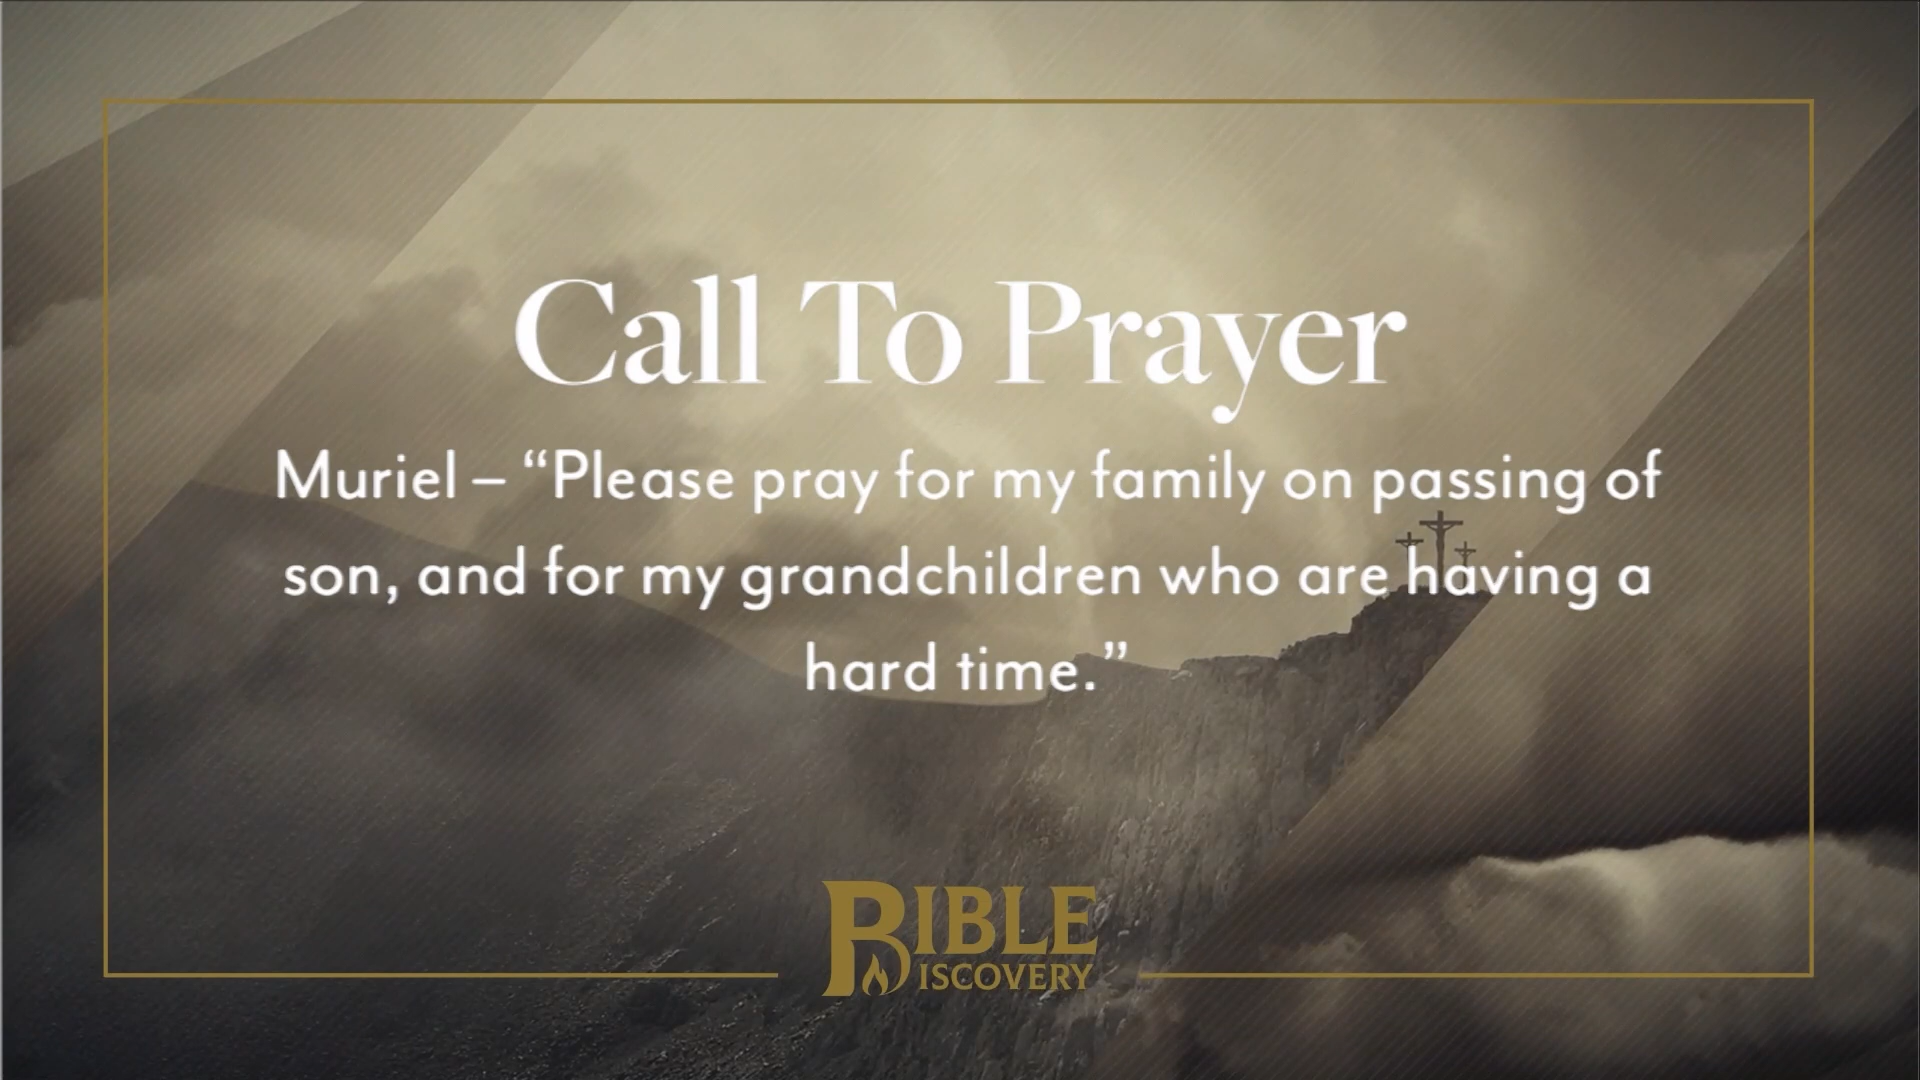 Call To Prayer
Muriel – “Please pray for my family on passing of
son, and for my grandchildren who are having a
hard time.”
BIBLE
DISCOVERY